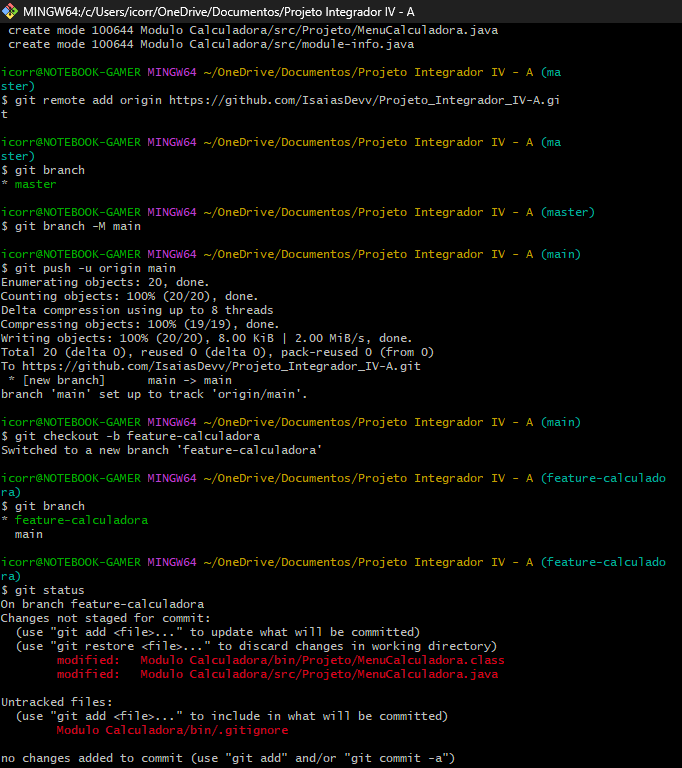 MINGW64:/c/Users/icorr/OneDrive/Documentos/Projeto Integrador IV - A
create mode 100644 Modulo Calculadora/src/Projeto/MenuCalculadora.java
create mode 100644 Modulo Calculadora/src/module-info.java
icorr@NOTEBOOK-GAMER MINGW64 ~/OneDrive/Documentos/Projeto Integrador IV - A (ma
ster)
$ git remote add origin https://github.com/IsaiasDevv/Projeto_Integrador_IV-A.gi
t
icorr@NOTEBOOK-GAMER MINGW64 ~/OneDrive/Documentos/Projeto Integrador IV - A (ma
ster)
$ git branch
* master
icorr@NOTEBOOK-GAMER MINGW64 ~/OneDrive/Documentos/Projeto Integrador IV - A (master)
$ git branch -M main
icorr@NOTEBOOK-GAMER MINGW64 ~/OneDrive/Documentos/Projeto Integrador IV - A (main)
$ git push -u origin main
Enumerating objects: 20, done.
Counting objects: 100% (20/20), done.
Delta compression using up to 8 threads
Compressing objects: 100% (19/19), done.
Writing objects: 100% (20/20), 8.00 KiB | 2.00 MiB/s, done.
Total 20 (delta 0), reused 0 (delta 0), pack-reused 0 (from 0)
To https://github.com/IsaiasDevv/Projeto_Integrador_IV-A.git
* [new branch]      main -> main
branch 'main' set up to track 'origin/main'.
icorr@NOTEBOOK-GAMER MINGW64 ~/OneDrive/Documentos/Projeto Integrador IV - A (main)
$ git checkout -b feature-calculadora
Switched to a new branch 'feature-calculadora'
icorr@NOTEBOOK-GAMER MINGW64 ~/OneDrive/Documentos/Projeto Integrador IV - A (feature-calculado
ra)
$ git branch
* feature-calculadora
main
icorr@NOTEBOOK-GAMER MINGW64 ~/OneDrive/Documentos/Projeto Integrador IV - A (feature-calculado
ra)
$ git status
On branch feature-calculadora
Changes not staged for commit:
(use "git add <file>..." to update what will be committed)
(use "git restore <file>..." to discard changes in working directory)
modified:   Modulo Calculadora/bin/Projeto/MenuCalculadora.class
modified:   Modulo Calculadora/src/Projeto/MenuCalculadora.java
Untracked files:
(use "git add <file>..." to include in what will be committed)
Modulo Calculadora/bin/.gitignore
no changes added to commit (use "git add" and/or "git commit -a")